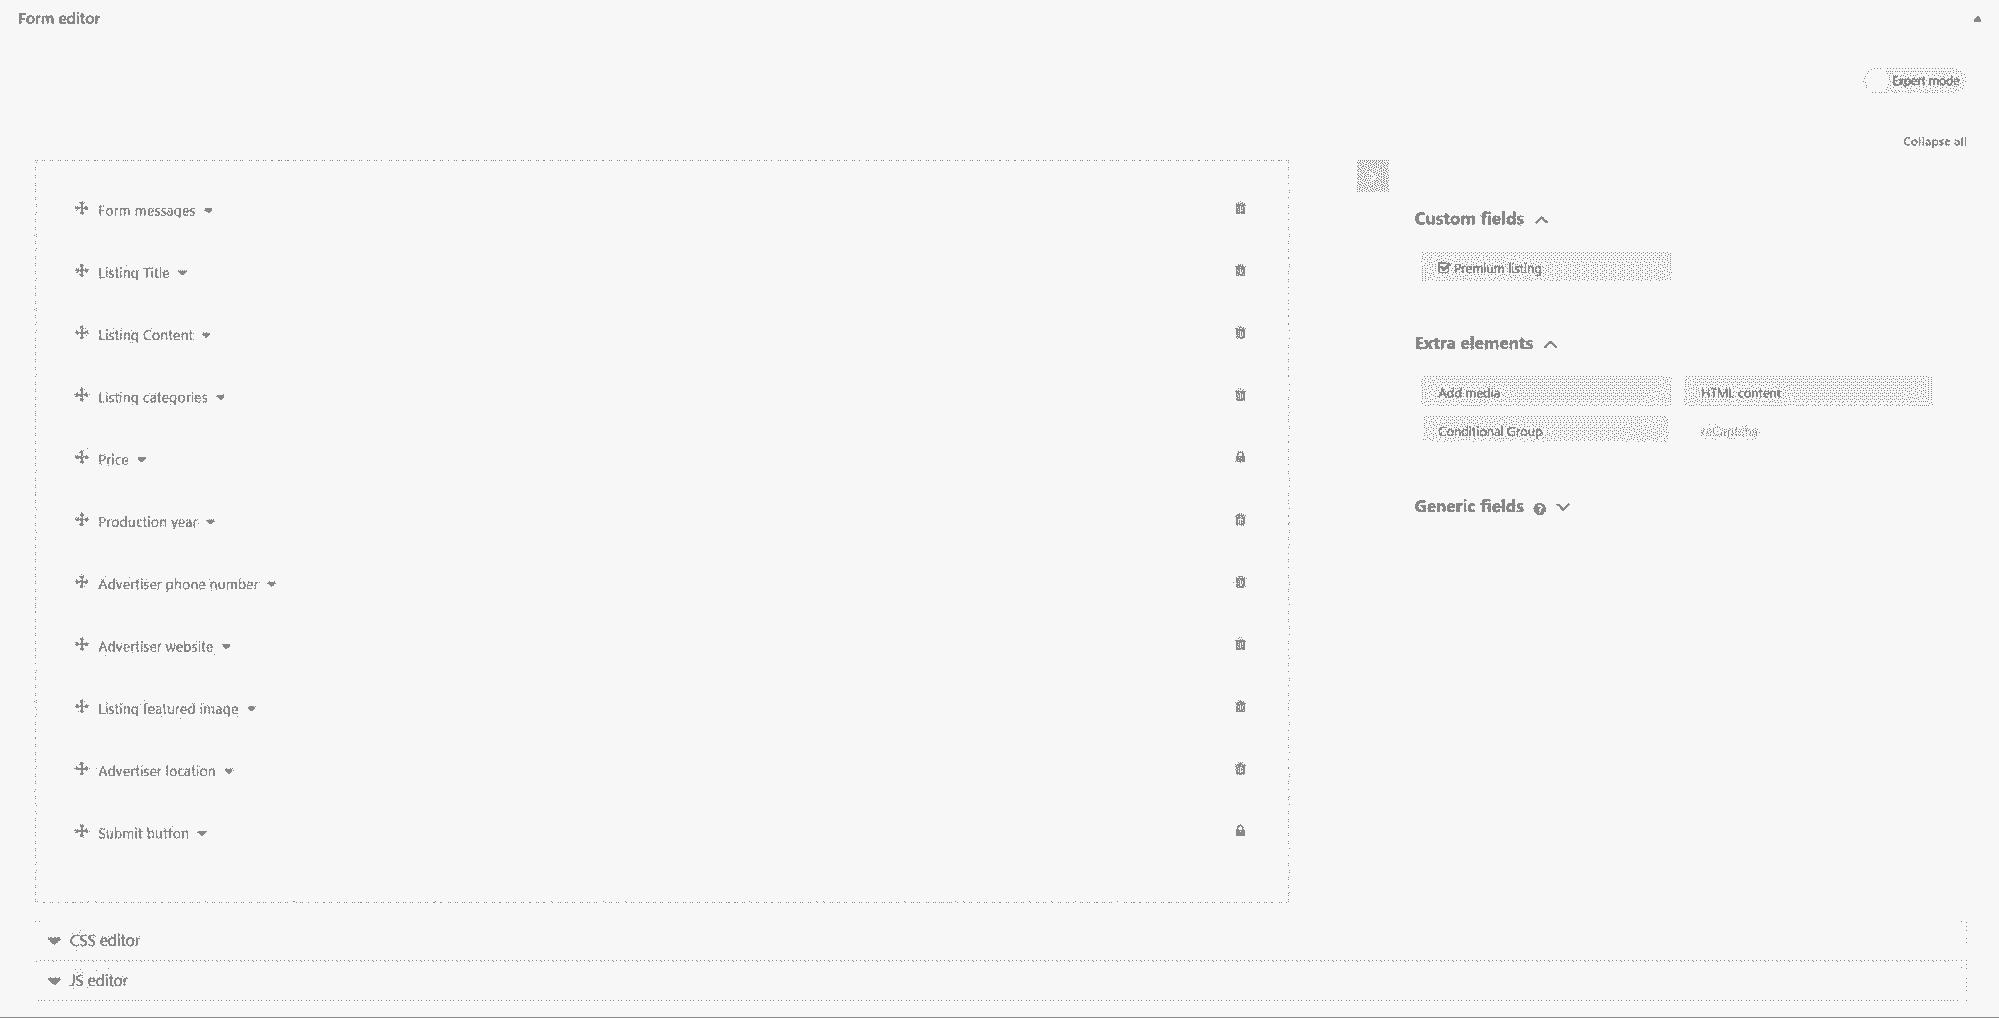 Form editor
Expert mode
Collapse all
Form messages
Listing Title
Listing Content
Listing categories
Price
Production year
Advertiser phone number
Advertiser website
Listing featured image
Advertiser location
Submit button
Custom fields
Premium listing
Extra elements
Add media
HTML content
Conditional Group
reCaptcha
Generic fields
CSS editor
JS editor